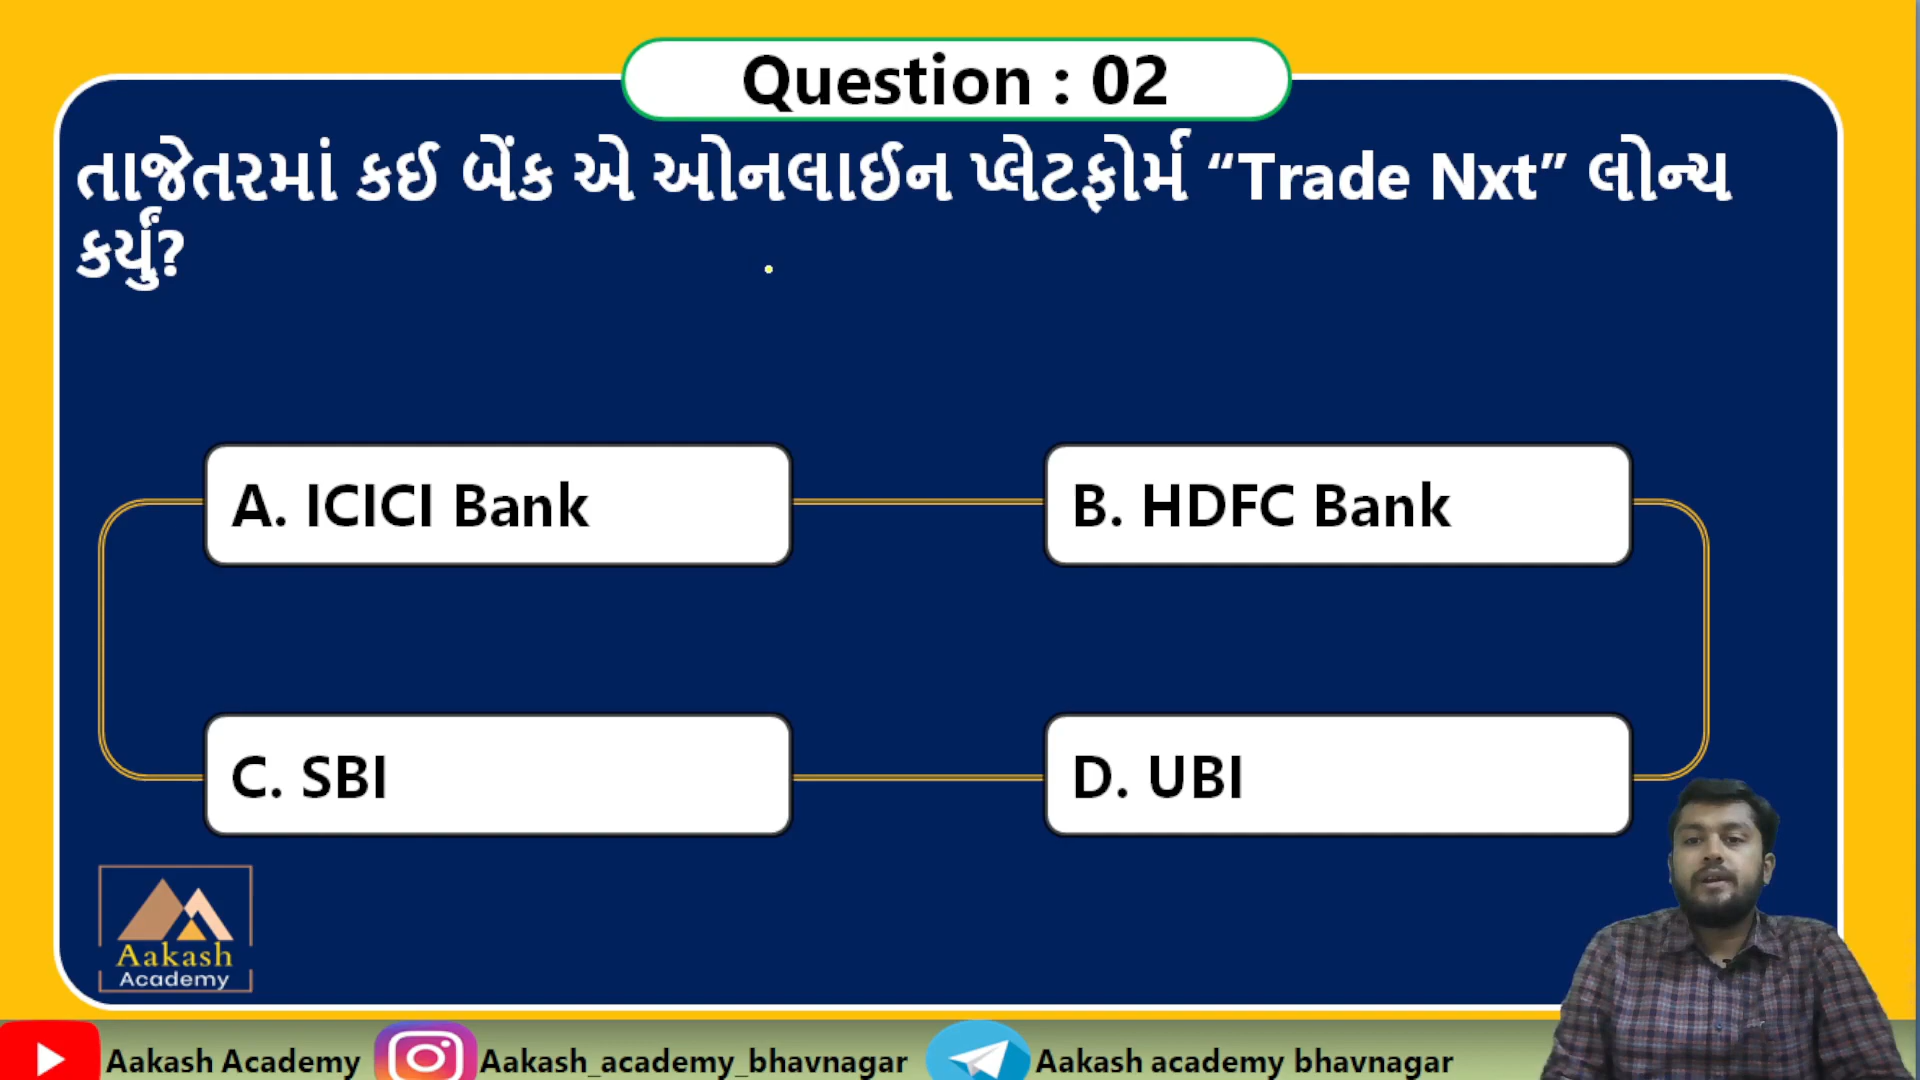 Question : 02
તાજેતરમાં કઈ બેંક એ ઓનલાઈન પ્લેટફોર્મ “Trade Nxt” લોન્ચ
કર્યું?
A. ICICI Bank
B. HDFC Bank
C. SBI
D. UBI
Aakash
Academy
Aakash Academy
Aakash_academy_bhavnagar
Aakash academy bhavnagar